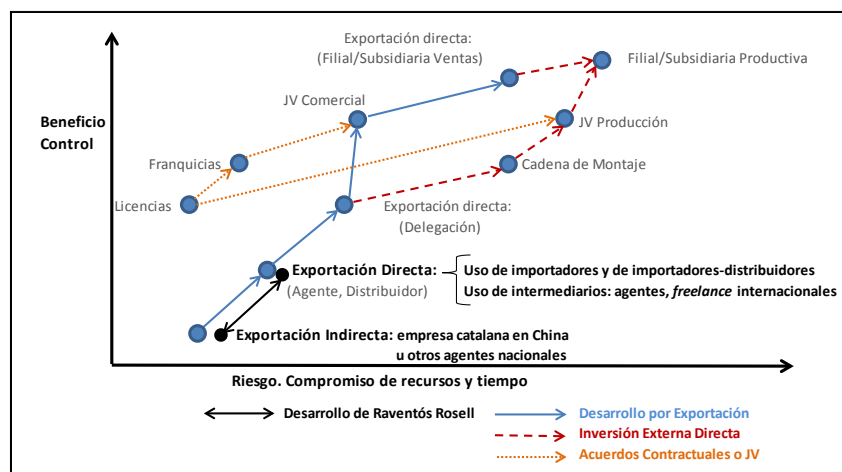 Exportación directa:
(Filial/Subsidiaria Ventas)
Filial/Subsidiaria Productiva
JV Comercial
Beneficio
Control
JV Producción
Franquicias
Cadena de Montaje
Licencias
Exportación directa:
(Delegación)
Exportación Directa:
(Agente, Distribuidor)
Uso de importadores y de importadores-distribuidores
Uso de intermediarios: agentes, freelance internacionales
Exportación Indirecta: empresa catalana en China
u otros agentes nacionales
Riesgo. Compromiso de recursos y tiempo
Desarrollo de Raventós Rosell
Desarrollo por Exportación
Inversión Externa Directa
Acuerdos Contractuales o JV